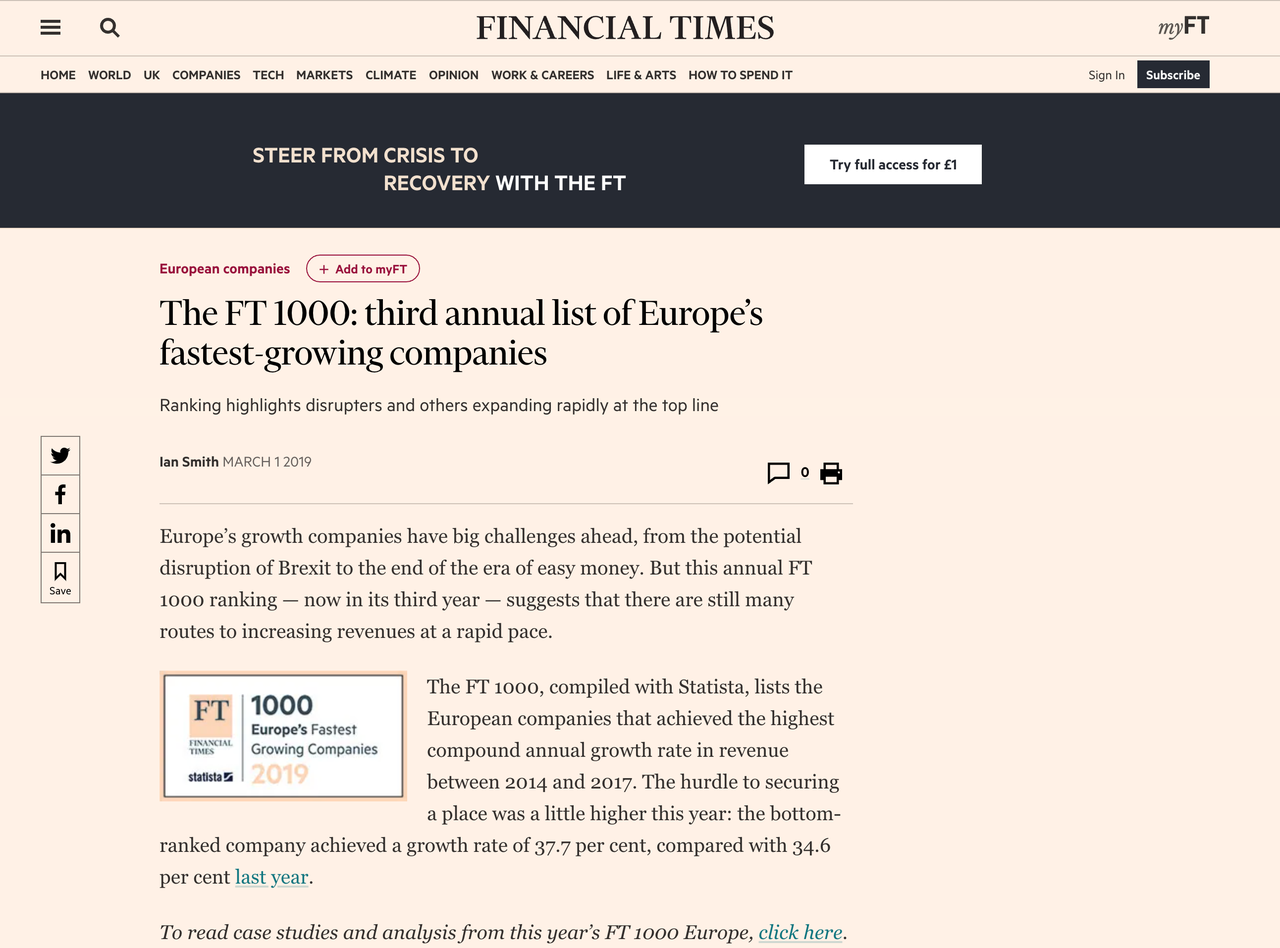 FINANCIAL TIMES
myFT
HOME WORLD UK COMPANIES TECH MARKETS CLIMATE OPINION WORK & CAREERS LIFE & ARTS HOW TO SPEND IT
Sign In Subscribe
STEER FROM CRISIS TO
RECOVERY WITH THE FT
Try full access for £1
European companies + Add to myFT
The FT 1000: third annual list of Europe’s
fastest-growing companies
Ranking highlights disrupters and others expanding rapidly at the top line
Ian Smith MARCH 1 2019
0
Save
Europe’s growth companies have big challenges ahead, from the potential
disruption of Brexit to the end of the era of easy money. But this annual FT
1000 ranking — now in its third year — suggests that there are still many
routes to increasing revenues at a rapid pace.
FT
FINANCIAL
TIMES
statista
1000
Europe’s Fastest
Growing Companies
2019
The FT 1000, compiled with Statista, lists the
European companies that achieved the highest
compound annual growth rate in revenue
between 2014 and 2017. The hurdle to securing
a place was a little higher this year: the bottom-
ranked company achieved a growth rate of 37.7 per cent, compared with 34.6
per cent last year.
To read case studies and analysis from this year’s FT 1000 Europe, click here.